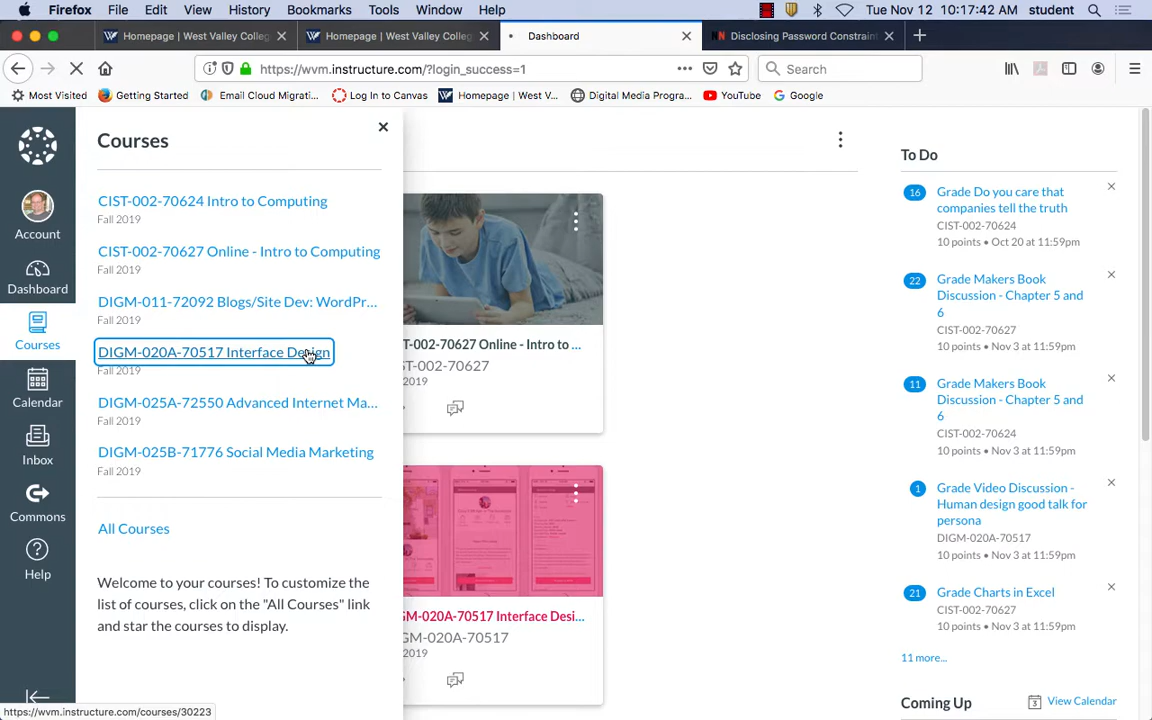 Firefox File Edit View History Bookmarks Tools Window Help Tue Nov 12 10:17:42 AM student
Homepage | West Valley Colleg Homepage | West Valley Colleg Dashboard Disclosing Password Constraint
https://wvm.instructure.com/?login_success=1 Search
Most Visited Getting Started Email Cloud Migrati... Log In to Canvas Homepage | West V... Digital Media Progra... YouTube Google
Account
Dashboard
Courses
Calendar
Inbox
Commons
Help
Courses
CIST-002-70624 Intro to Computing
Fall 2019
CIST-002-70627 Online - Intro to Computing
Fall 2019
DIGM-011-72092 Blogs/Site Dev: WordPr...
Fall 2019
DIGM-020A-70517 Interface Design
Fall 2019
DIGM-025A-72550 Advanced Internet Ma...
Fall 2019
DIGM-025B-71776 Social Media Marketing
Fall 2019
All Courses
Welcome to your courses! To customize the
list of courses, click on the "All Courses" link
and star the courses to display.
https://wvm.instructure.com/courses/30223
T-002-70627 Online - Intro to ...
ST-002-70627
2019
GM-020A-70517 Interface Desi...
GM-020A-70517
2019
To Do
16 Grade Do you care that
companies tell the truth
CIST-002-70624
10 points • Oct 20 at 11:59pm
22 Grade Makers Book
Discussion - Chapter 5 and
6
CIST-002-70627
10 points • Nov 3 at 11:59pm
11 Grade Makers Book
Discussion - Chapter 5 and
6
CIST-002-70624
10 points • Nov 3 at 11:59pm
1 Grade Video Discussion -
Human design good talk for
persona
DIGM-020A-70517
10 points • Nov 3 at 11:59pm
21 Grade Charts in Excel
CIST-002-70627
10 points • Nov 3 at 11:59pm
11 more...
Coming Up 3 View Calendar